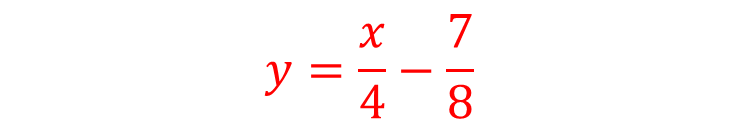 y = x/4 − 7/8